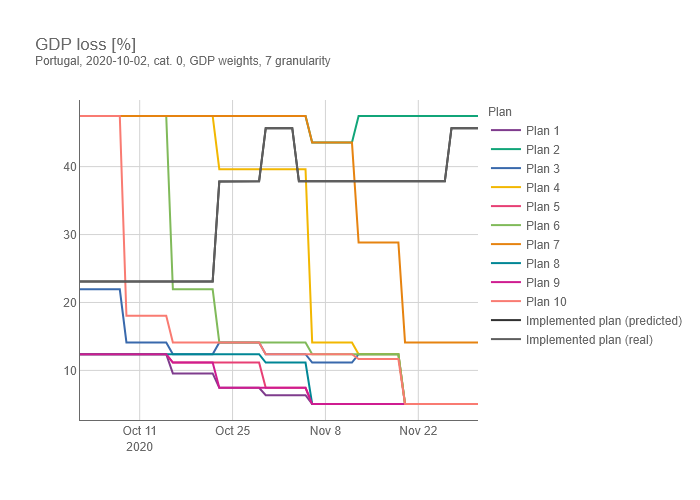 GDP loss [%]
Portugal, 2020-10-02, cat. 0, GDP weights, 7 granularity
Plan
Plan 1
Plan 2
Plan 3
Plan 4
Plan 5
Plan 6
Plan 7
Plan 8
Plan 9
Plan 10
Implemented plan (predicted)
Implemented plan (real)
40
30
20
10
Oct 11
2020
Oct 25
Nov 8
Nov 22